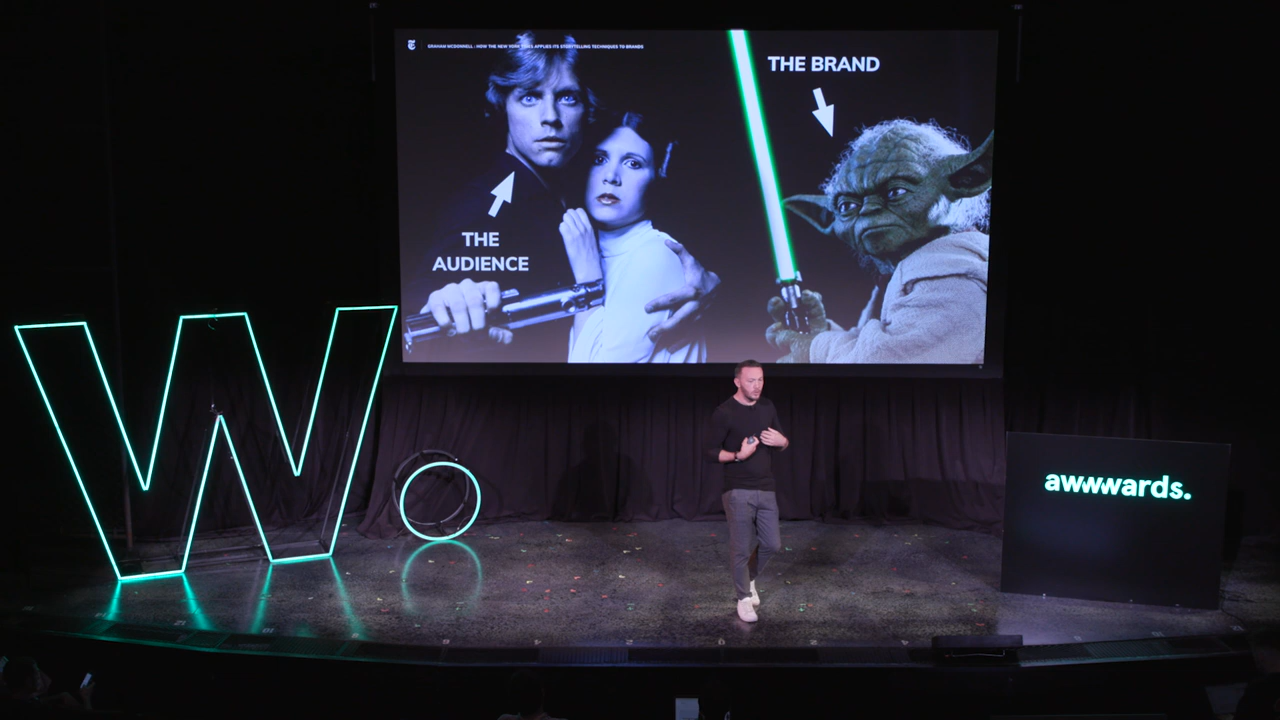 GRAHAM MCDONNELL : HOW THE NEW YORK TIMES APPLIES ITS STORYTELLING TECHNIQUES TO BRANDS
THE BRAND
THE
AUDIENCE
W.
awwwards.